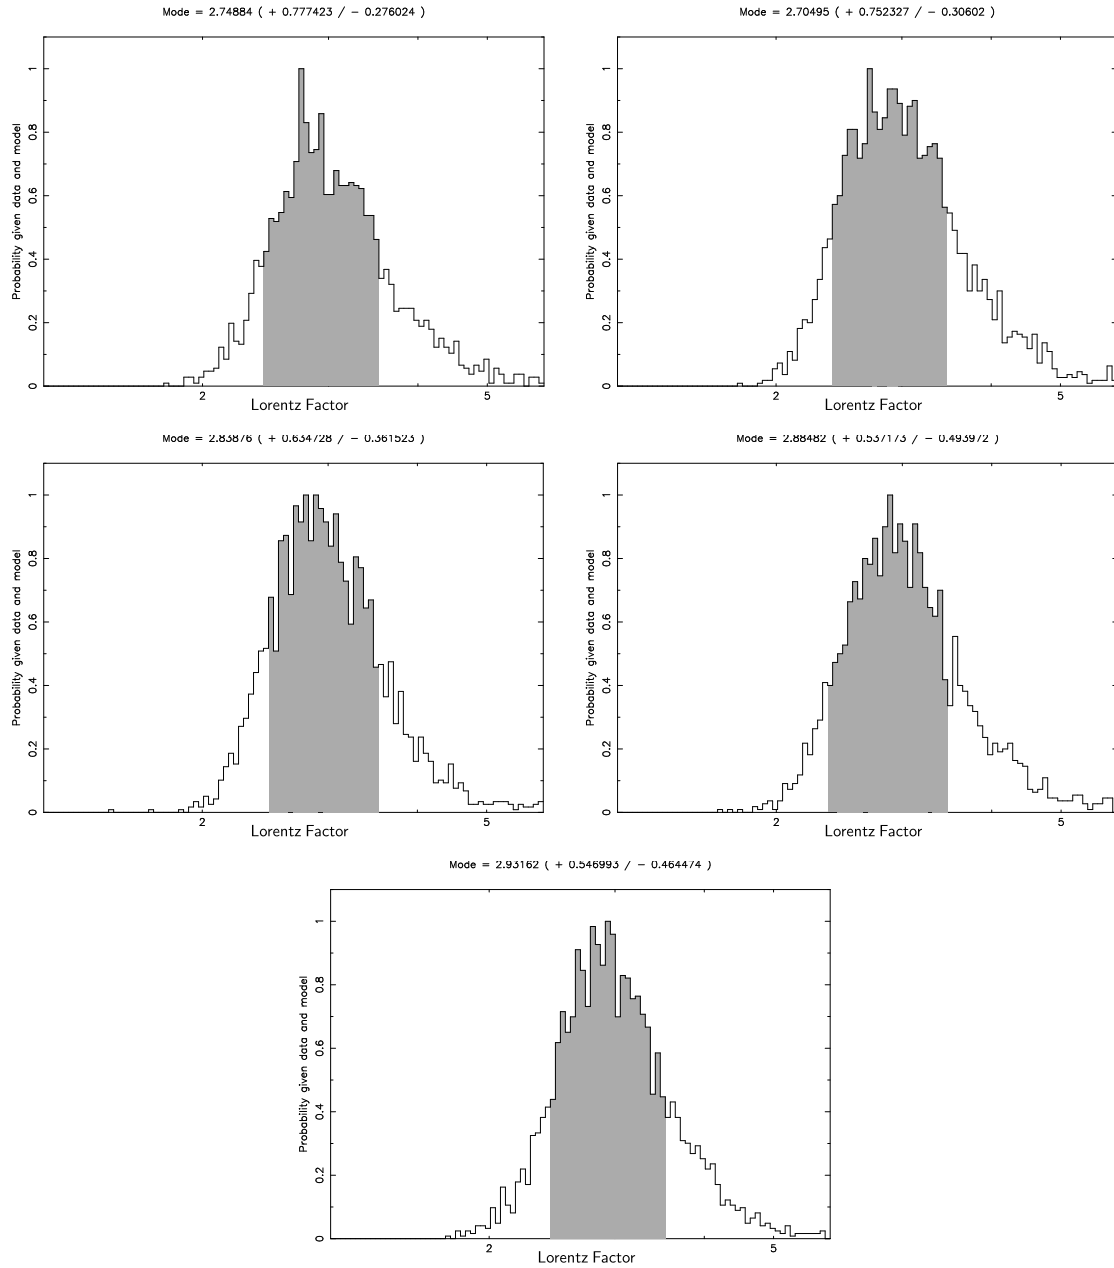 Mode = 2.74884 ( + 0.777423 / − 0.276024 )
Probability given data and model
0 0.2 0.4 0.6 0.8 1
2 5
Lorentz Factor
Mode = 2.70495 ( + 0.752327 / − 0.30602 )
Probability given data and model
0 0.2 0.4 0.6 0.8 1
2 5
Lorentz Factor
Mode = 2.83876 ( + 0.634728 / − 0.361523 )
Probability given data and model
0 0.2 0.4 0.6 0.8 1
2 5
Lorentz Factor
Mode = 2.88482 ( + 0.537173 / − 0.493972 )
Probability given data and model
0 0.2 0.4 0.6 0.8 1
2 5
Lorentz Factor
Mode = 2.93162 ( + 0.546993 / − 0.464474 )
Probability given data and model
0 0.2 0.4 0.6 0.8 1
2 5
Lorentz Factor